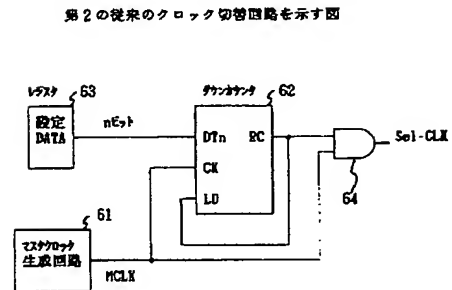 第2の従来のクロック切替回路を示す図
レジスタ
63
設定
DATA
nビット
ダウンカウンタ
62
DTn
RC
CK
LD
Sel-CLK
64
マスタクロック
生成回路
61
MCLK